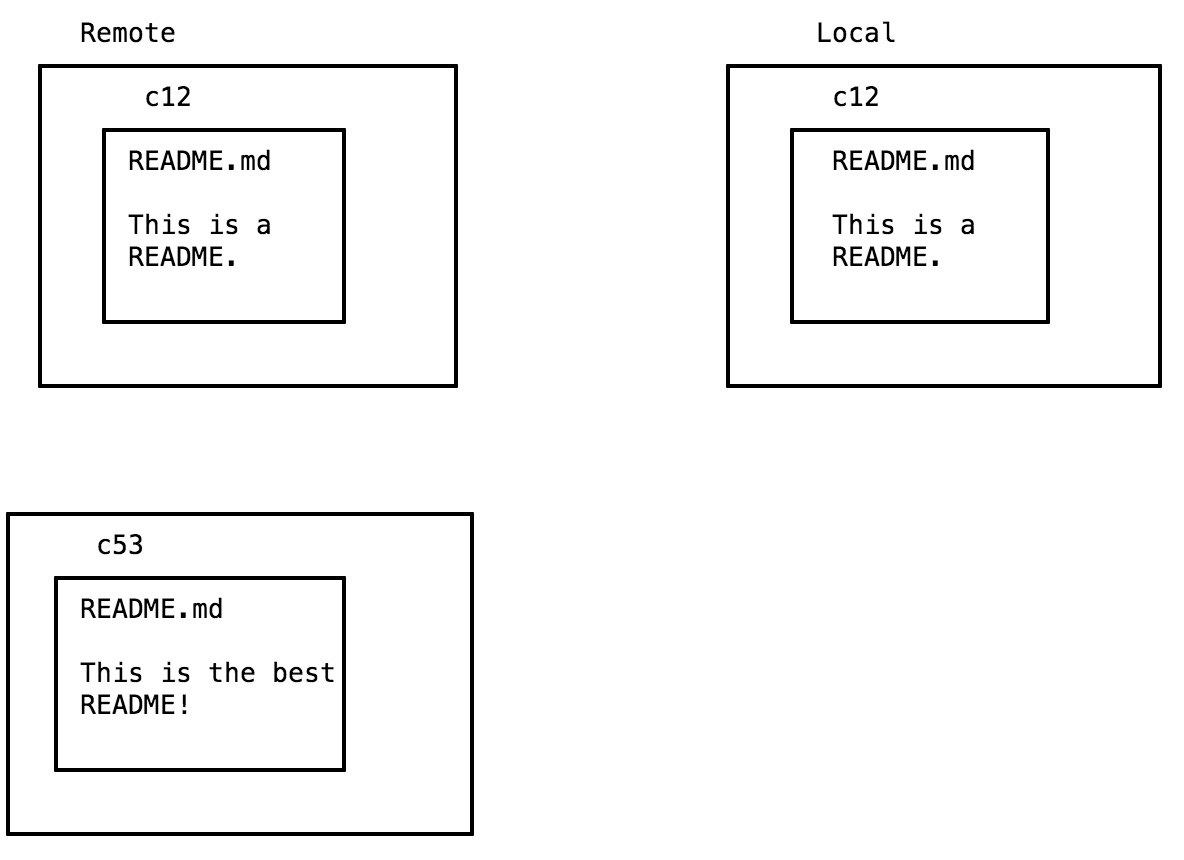 Remote
c12
README.md
This is a
README.
Local
c12
README.md
This is a
README.
c53
README.md
This is the best
README!